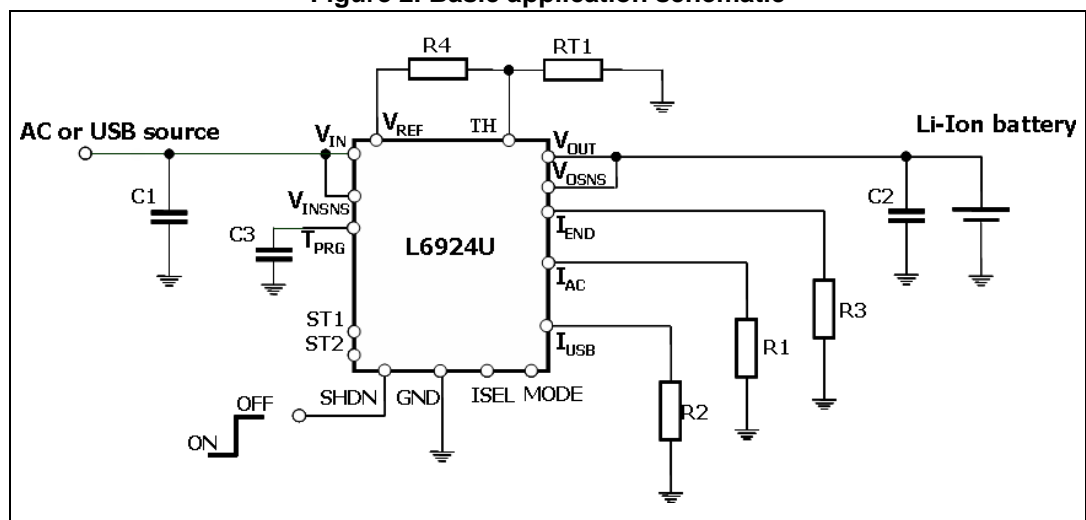 Figure 2. Basic application schematic
R4
RT1
AC or USB source
VIN
VREF
TH
VOUT
Li-Ion battery
VOSNS
C1
VINSNS
C2
C3
TPRG
L6924U
IEND
IAC
R3
ST1
ST2
IUSB
R1
SHDN
GND
ISEL
MODE
OFF
ON
R2